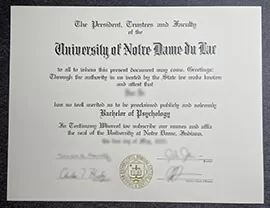 The President, Trustees and Faculty
of the
University of Notre Dame du Lac
to all to whom this present document may come, Greetings:
Through the authority in us vested by the State we make known
and attest that
has so well worked as to be proclaimed publicly and solemnly
Bachelor of Psychology
In Testimony Whereof we subscribe our names and affix
the seal of the University at Notre Dame, Indiana.